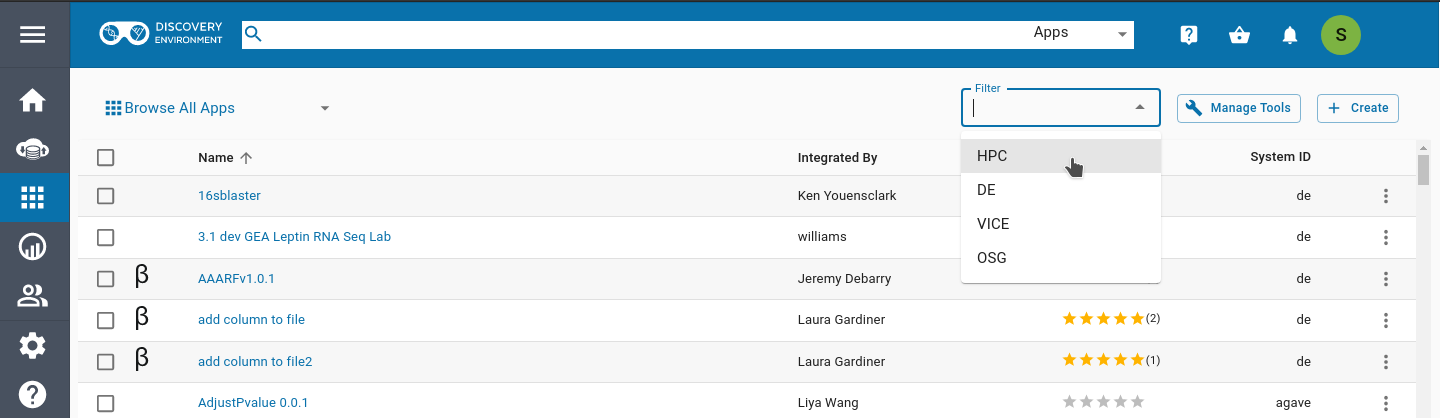 DISCOVERY
ENVIRONMENT
Apps
S
Browse All Apps
Filter
Manage Tools
Create
Name
Integrated By
System ID
HPC
DE
VICE
OSG
16sblaster
Ken Youensclark
de
3.1 dev GEA Leptin RNA Seq Lab
williams
de
β
AAARFv1.0.1
Jeremy Debarry
de
β
add column to file
Laura Gardiner
(2)
de
β
add column to file2
Laura Gardiner
(1)
de
AdjustPvalue 0.0.1
Liya Wang
agave